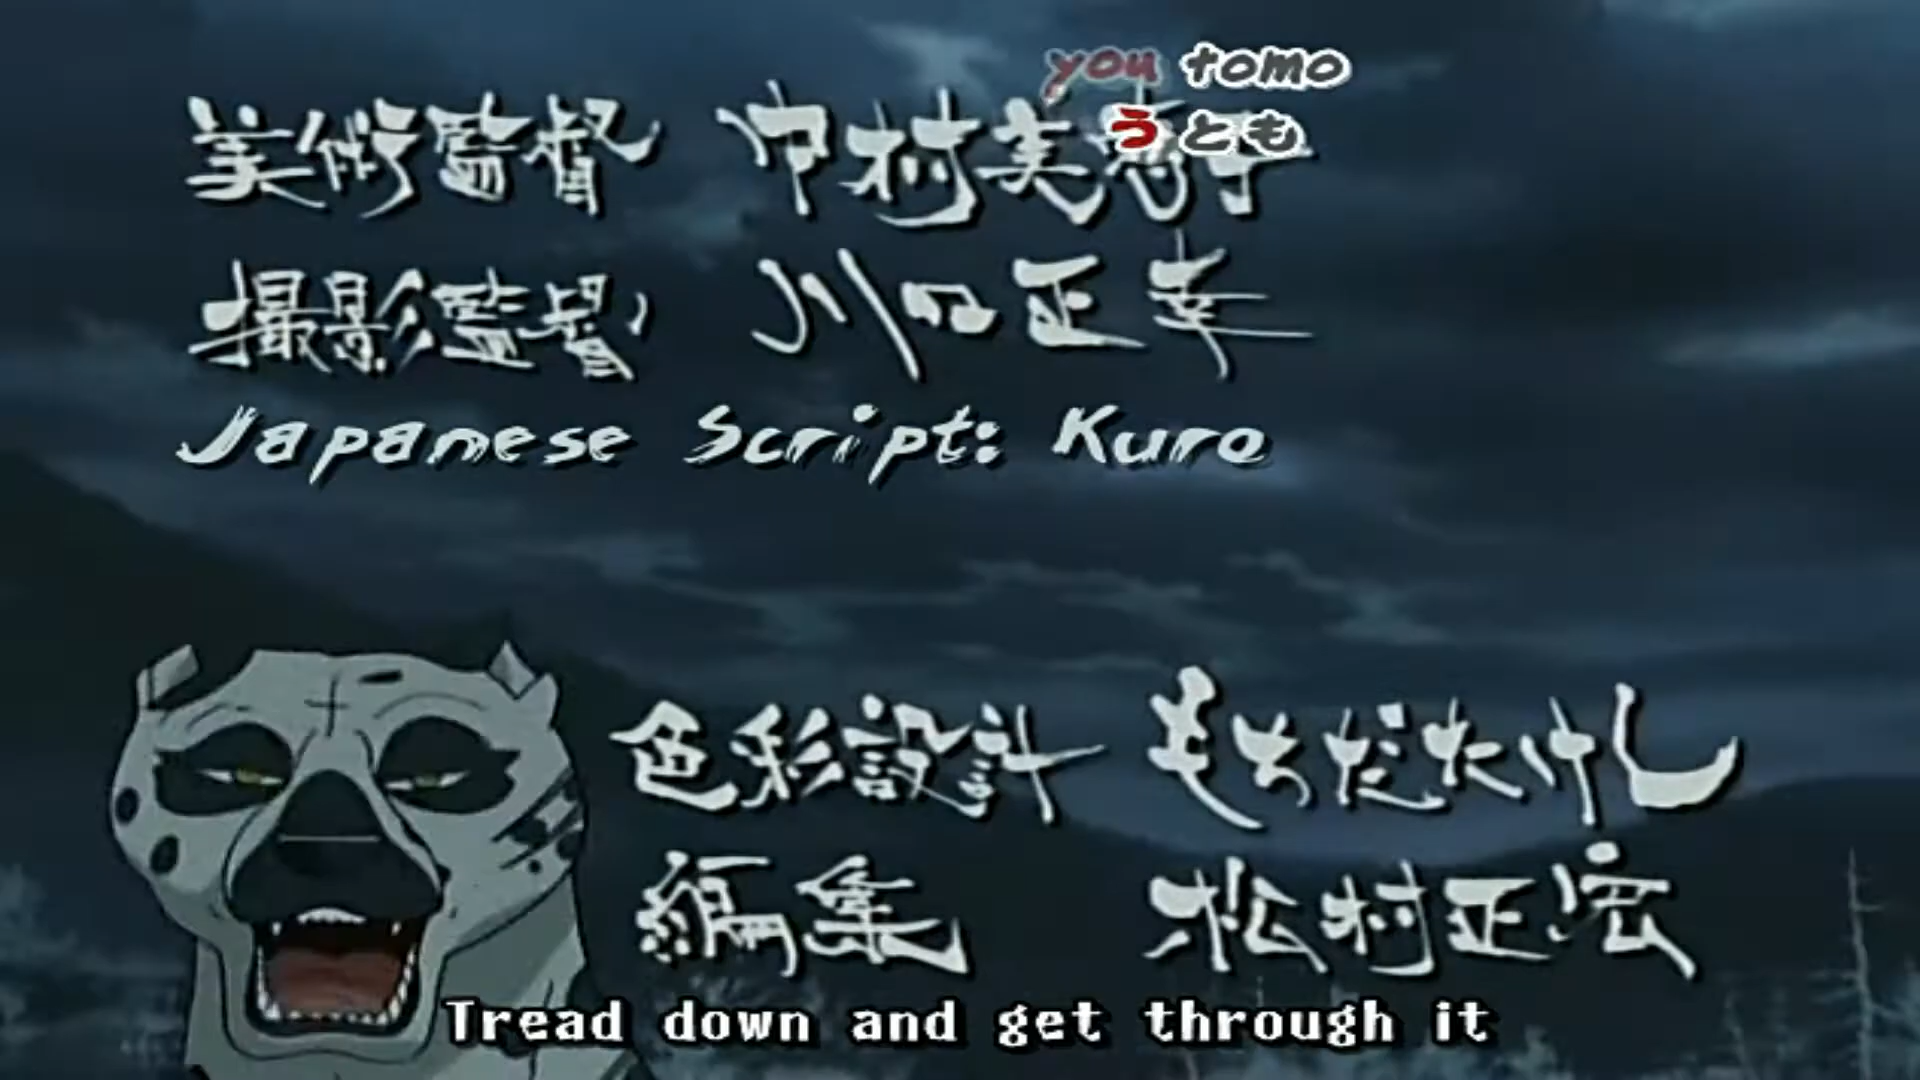 you tomo
うとも
美術監督 中村美恵子
撮影監督 川口正幸
Japanese Script: Kuro
色彩設計 もちだたけし
編集 松村正宏
Tread down and get through it